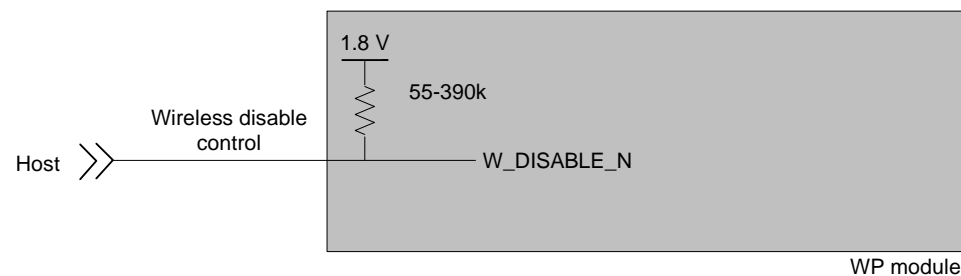 1.8 V
55-390k
Wireless disable
control
Host
W_DISABLE_N
WP module